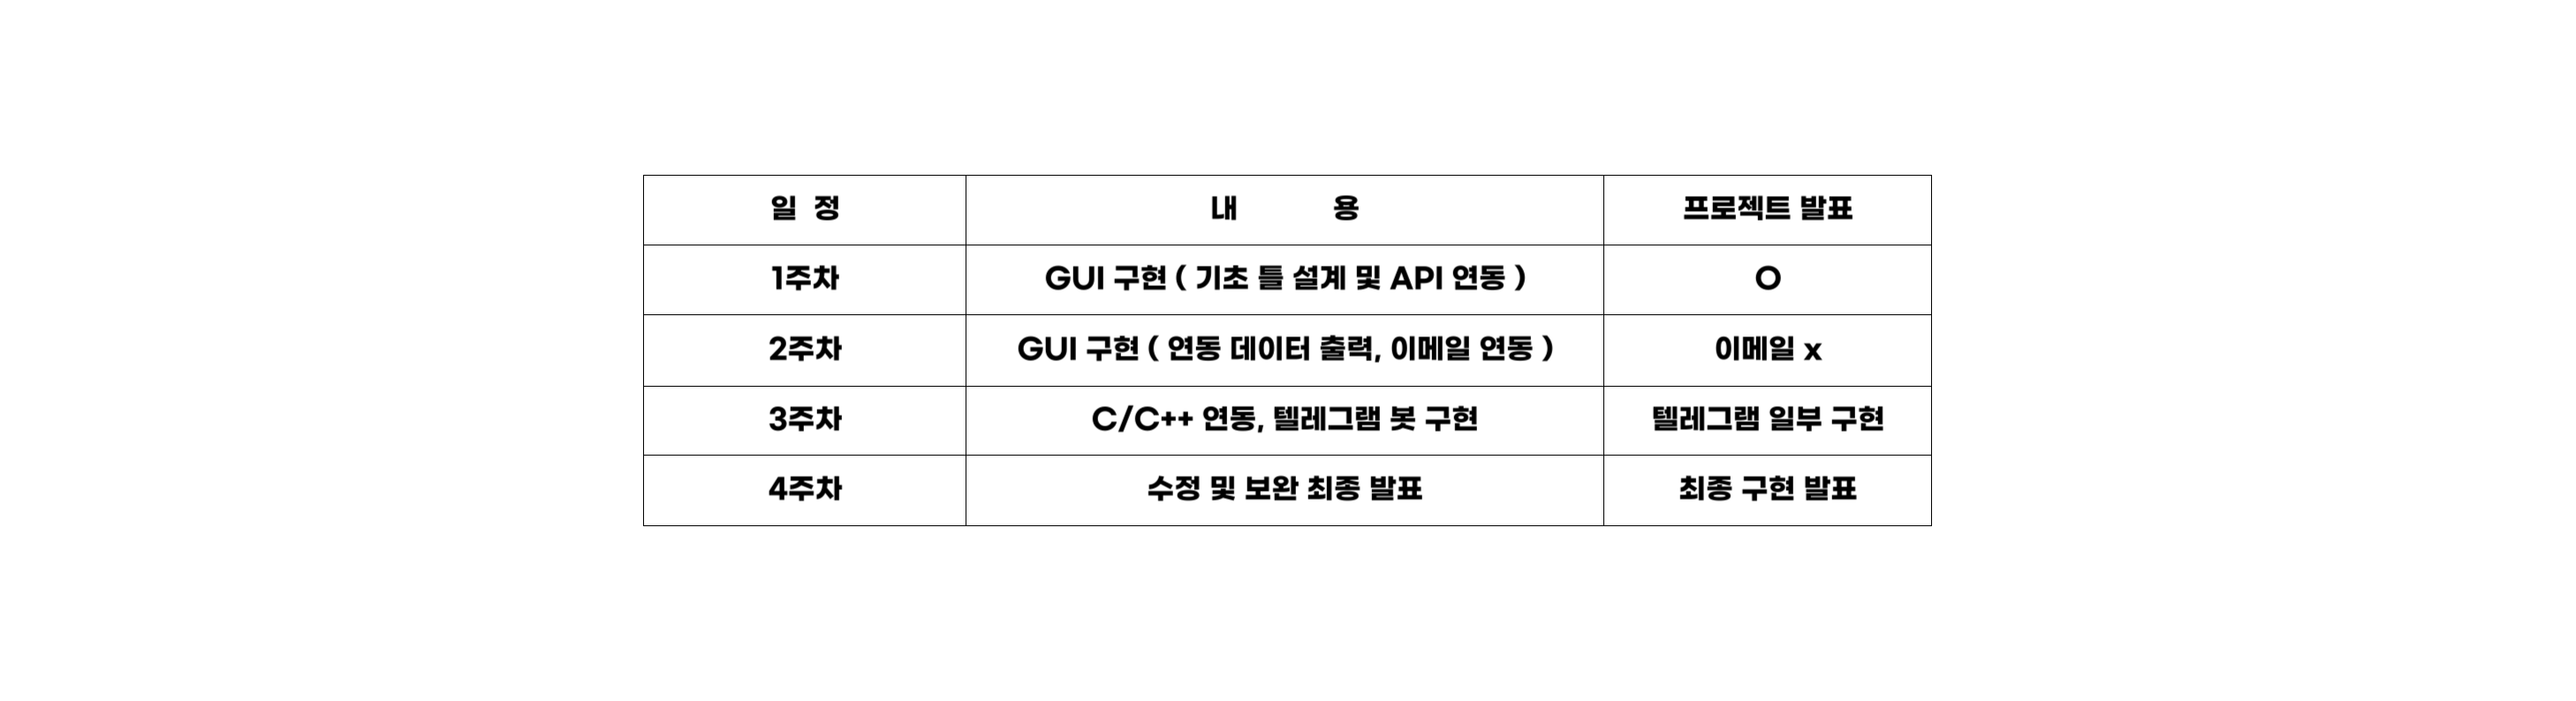 일 정 내 용 프로젝트 발표
1주차 GUI 구현 ( 기초 틀 설계 및 API 연동 ) O
2주차 GUI 구현 ( 연동 데이터 출력, 이메일 연동 ) 이메일 x
3주차 C/C++ 연동, 텔레그램 봇 구현 텔레그램 일부 구현
4주차 수정 및 보완 최종 발표 최종 구현 발표